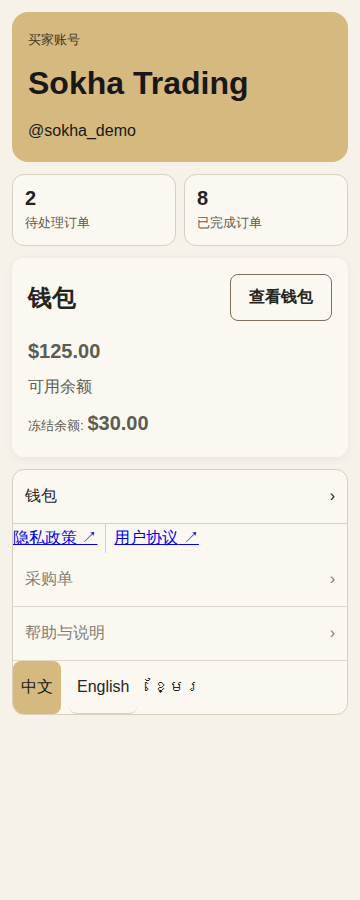 买家账号
Sokha Trading
@sokha_demo
2
待处理订单
8
已完成订单
钱包
查看钱包
$125.00
可用余额
冻结余额: $30.00
钱包 ›
隐私政策 ↗ 用户协议 ↗
采购单 ›
帮助与说明 ›
中文 English ខ្មែរ